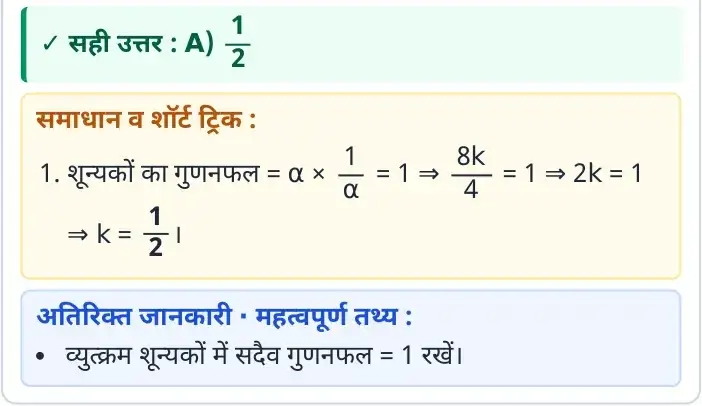 ✓ सही उत्तर : A) 1/2
समाधान व शॉर्ट ट्रिक :
1. शून्यकों का गुणनफल = α × 1/α = 1 ⇒ 8k/4 = 1 ⇒ 2k = 1
⇒ k = 1/2 ।
अतिरिक्त जानकारी · महत्वपूर्ण तथ्य :
• व्युत्क्रम शून्यकों में सदैव गुणनफल = 1 रखें।